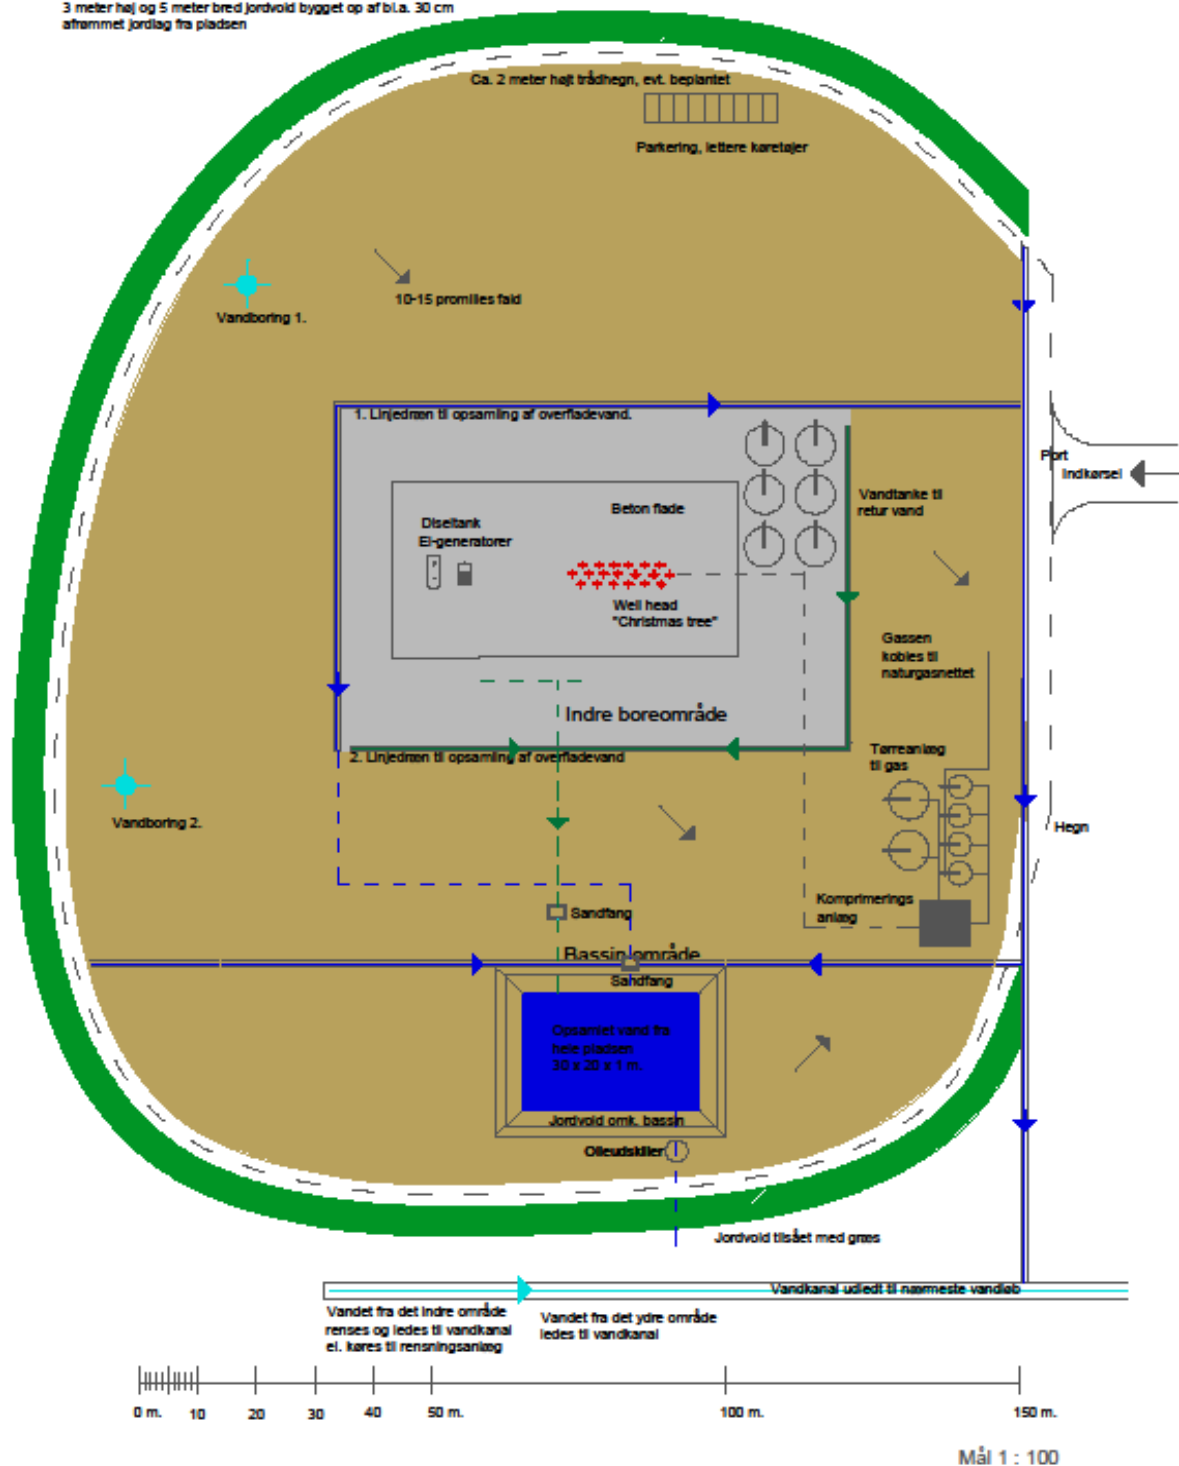 3 meter høj og 5 meter bred jordvold bygget op af bl.a. 30 cm
afrømmet jordlag fra pladsen
Ca. 2 meter højt trådhegn, evt. beplantet
Parkering, lettere køretøjer
10-15 promilles fald
Vandboring 1.
1. Linjedræn til opsamling af overfladevand.
Port
Indkørsel
Vandtanke til
retur vand
Beton flade
Diseltank
El-generatorer
Well head
"Christmas tree"
Gassen
kobles til
naturgasnettet
Indre boreområde
2. Linjedræn til opsamling af overfladevand
Tørreanlæg
til gas
Vandboring 2.
Hegn
Komprimerings
anlæg
Sandfang
Bassin område
Sandfang
Opsamlet vand fra
hele pladsen
30 x 20 x 1 m.
Jordvold omk. bassin
Olieudskiller
Jordvold tilsået med græs
Vandkanal udledt til nærmeste vandløb
Vandet fra det indre område
renses og ledes til vandkanal
el. køres til rensningsanlæg
Vandet fra det ydre område
ledes til vandkanal
0 m. 10 20 30 40 50 m. 100 m. 150 m.
Mål 1 : 100